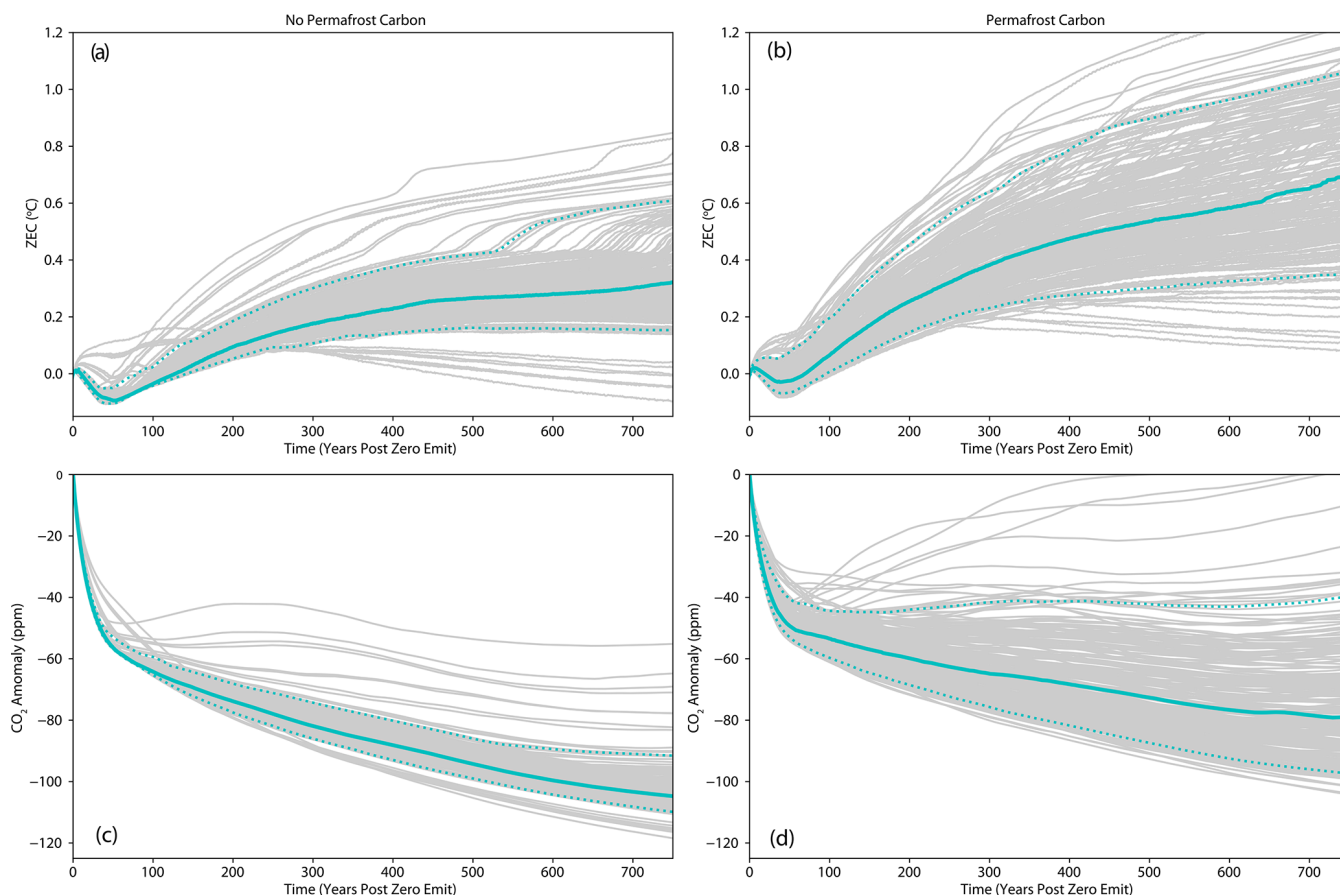 No Permafrost Carbon
Permafrost Carbon
(a)
(b)
1.2
1.0
0.8
0.6
0.4
0.2
0.0
ZEC (°C)
0 100 200 300 400 500 600 700
Time (Years Post Zero Emit)
1.2
1.0
0.8
0.6
0.4
0.2
0.0
ZEC (°C)
0 100 200 300 400 500 600 700
Time (Years Post Zero Emit)
0
−20
−40
−60
−80
−100
−120
CO2 Amomaly (ppm)
(c)
0 100 200 300 400 500 600 700
Time (Years Post Zero Emit)
0
−20
−40
−60
−80
−100
−120
CO2 Amomaly (ppm)
(d)
0 100 200 300 400 500 600 700
Time (Years Post Zero Emit)